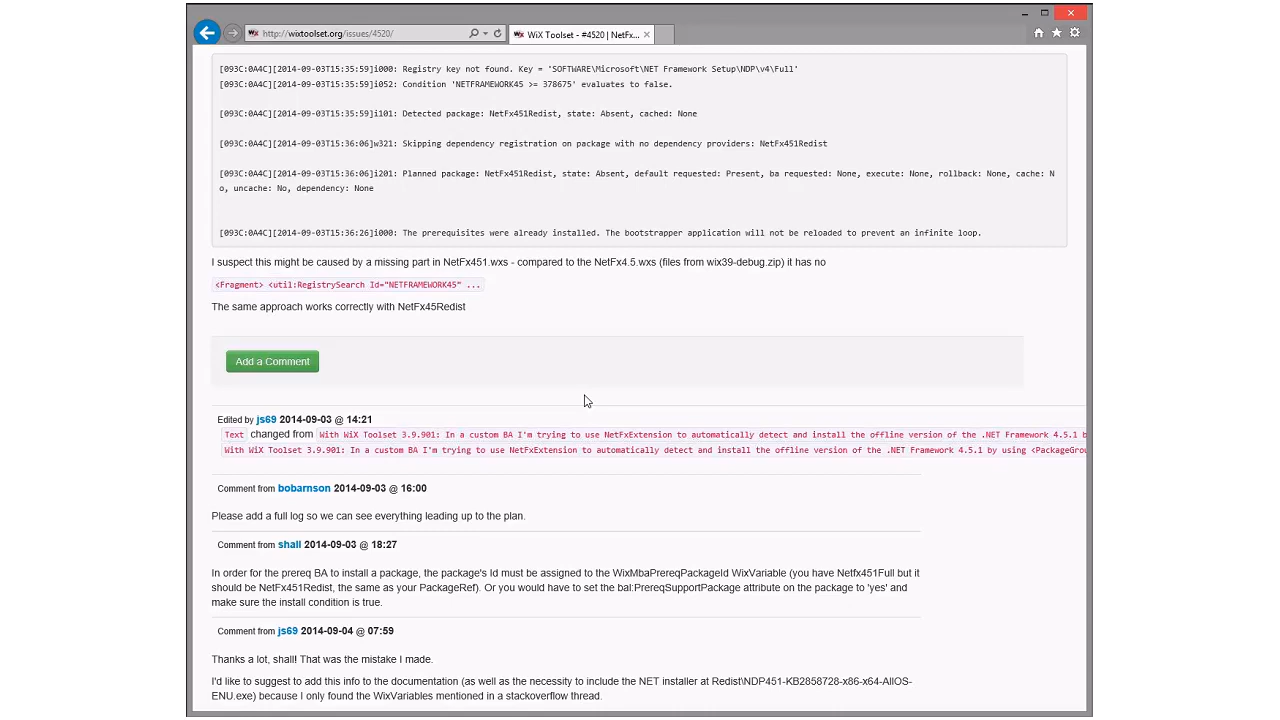 http://wixtoolset.org/issues/4520/
WiX Toolset - #4520 | NetFx...
[093C:0A4C][2014-09-03T15:35:59]i000: Registry key not found. Key = 'SOFTWARE\Microsoft\NET Framework Setup\NDP\v4\Full'
[093C:0A4C][2014-09-03T15:35:59]i052: Condition 'NETFRAMEWORK45 >= 378675' evaluates to false.
[093C:0A4C][2014-09-03T15:35:59]i101: Detected package: NetFx451Redist, state: Absent, cached: None
[093C:0A4C][2014-09-03T15:36:06]w321: Skipping dependency registration on package with no dependency providers: NetFx451Redist
[093C:0A4C][2014-09-03T15:36:06]i201: Planned package: NetFx451Redist, state: Absent, default requested: Present, ba requested: None, execute: None, rollback: None, cache: N
o, uncache: No, dependency: None
[093C:0A4C][2014-09-03T15:36:26]i000: The prerequisites were already installed. The bootstrapper application will not be reloaded to prevent an infinite loop.
I suspect this might be caused by a missing part in NetFx451.wxs - compared to the NetFx4.5.wxs (files from wix39-debug.zip) it has no
<Fragment> <util:RegistrySearch Id="NETFRAMEWORK45" ...
The same approach works correctly with NetFx45Redist
Add a Comment
Edited by js69 2014-09-03 @ 14:21
Text changed from With WiX Toolset 3.9.901: In a custom BA I'm trying to use NetFxExtension to automatically detect and install the offline version of the .NET Framework 4.5.1 b
With WiX Toolset 3.9.901: In a custom BA I'm trying to use NetFxExtension to automatically detect and install the offline version of the .NET Framework 4.5.1 by using <PackageGrou
Comment from bobarnson 2014-09-03 @ 16:00
Please add a full log so we can see everything leading up to the plan.
Comment from shall 2014-09-03 @ 18:27
In order for the prereq BA to install a package, the package's Id must be assigned to the WixMbaPrereqPackageId WixVariable (you have Netfx451Full but it
should be NetFx451Redist, the same as your PackageRef). Or you would have to set the bal:PrereqSupportPackage attribute on the package to 'yes' and
make sure the install condition is true.
Comment from js69 2014-09-04 @ 07:59
Thanks a lot, shall! That was the mistake I made.
I'd like to suggest to add this info to the documentation (as well as the necessity to include the NET installer at Redist\NDP451-KB2858728-x86-x64-AllOS-
ENU.exe) because I only found the WixVariables mentioned in a stackoverflow thread.